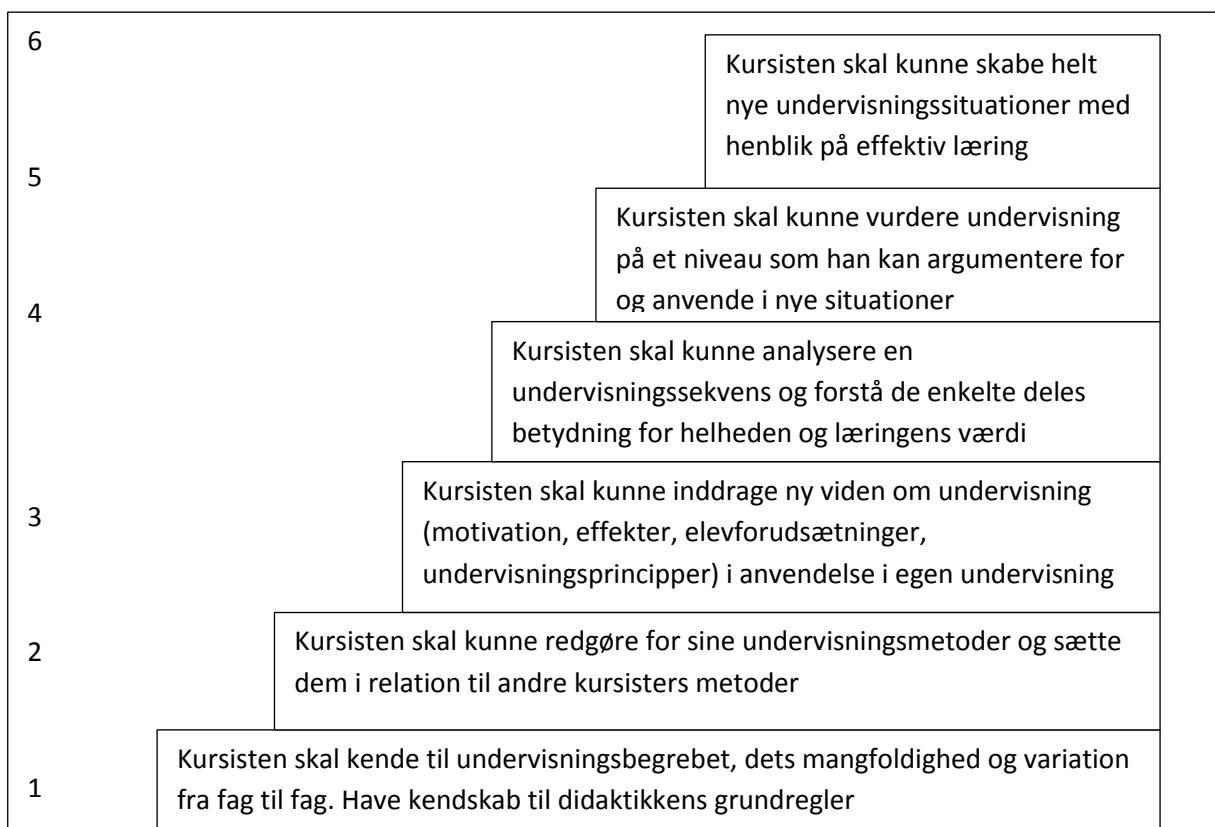 6
Kursisten skal kunne skabe helt
nye undervisningssituationer med
henblik på effektiv læring
5
Kursisten skal kunne vurdere undervisning
på et niveau som han kan argumentere for
og anvende i nye situationer
4
Kursisten skal kunne analysere en
undervisningssekvens og forstå de enkelte deles
betydning for helheden og læringens værdi
3
Kursisten skal kunne inddrage ny viden om undervisning
(motivation, effekter, elevforudsætninger,
undervisningsprincipper) i anvendelse i egen undervisning
2
Kursisten skal kunne redgøre for sine undervisningsmetoder og sætte
dem i relation til andre kursisters metoder
1
Kursisten skal kende til undervisningsbegrebet, dets mangfoldighed og variation
fra fag til fag. Have kendskab til didaktikkens grundregler